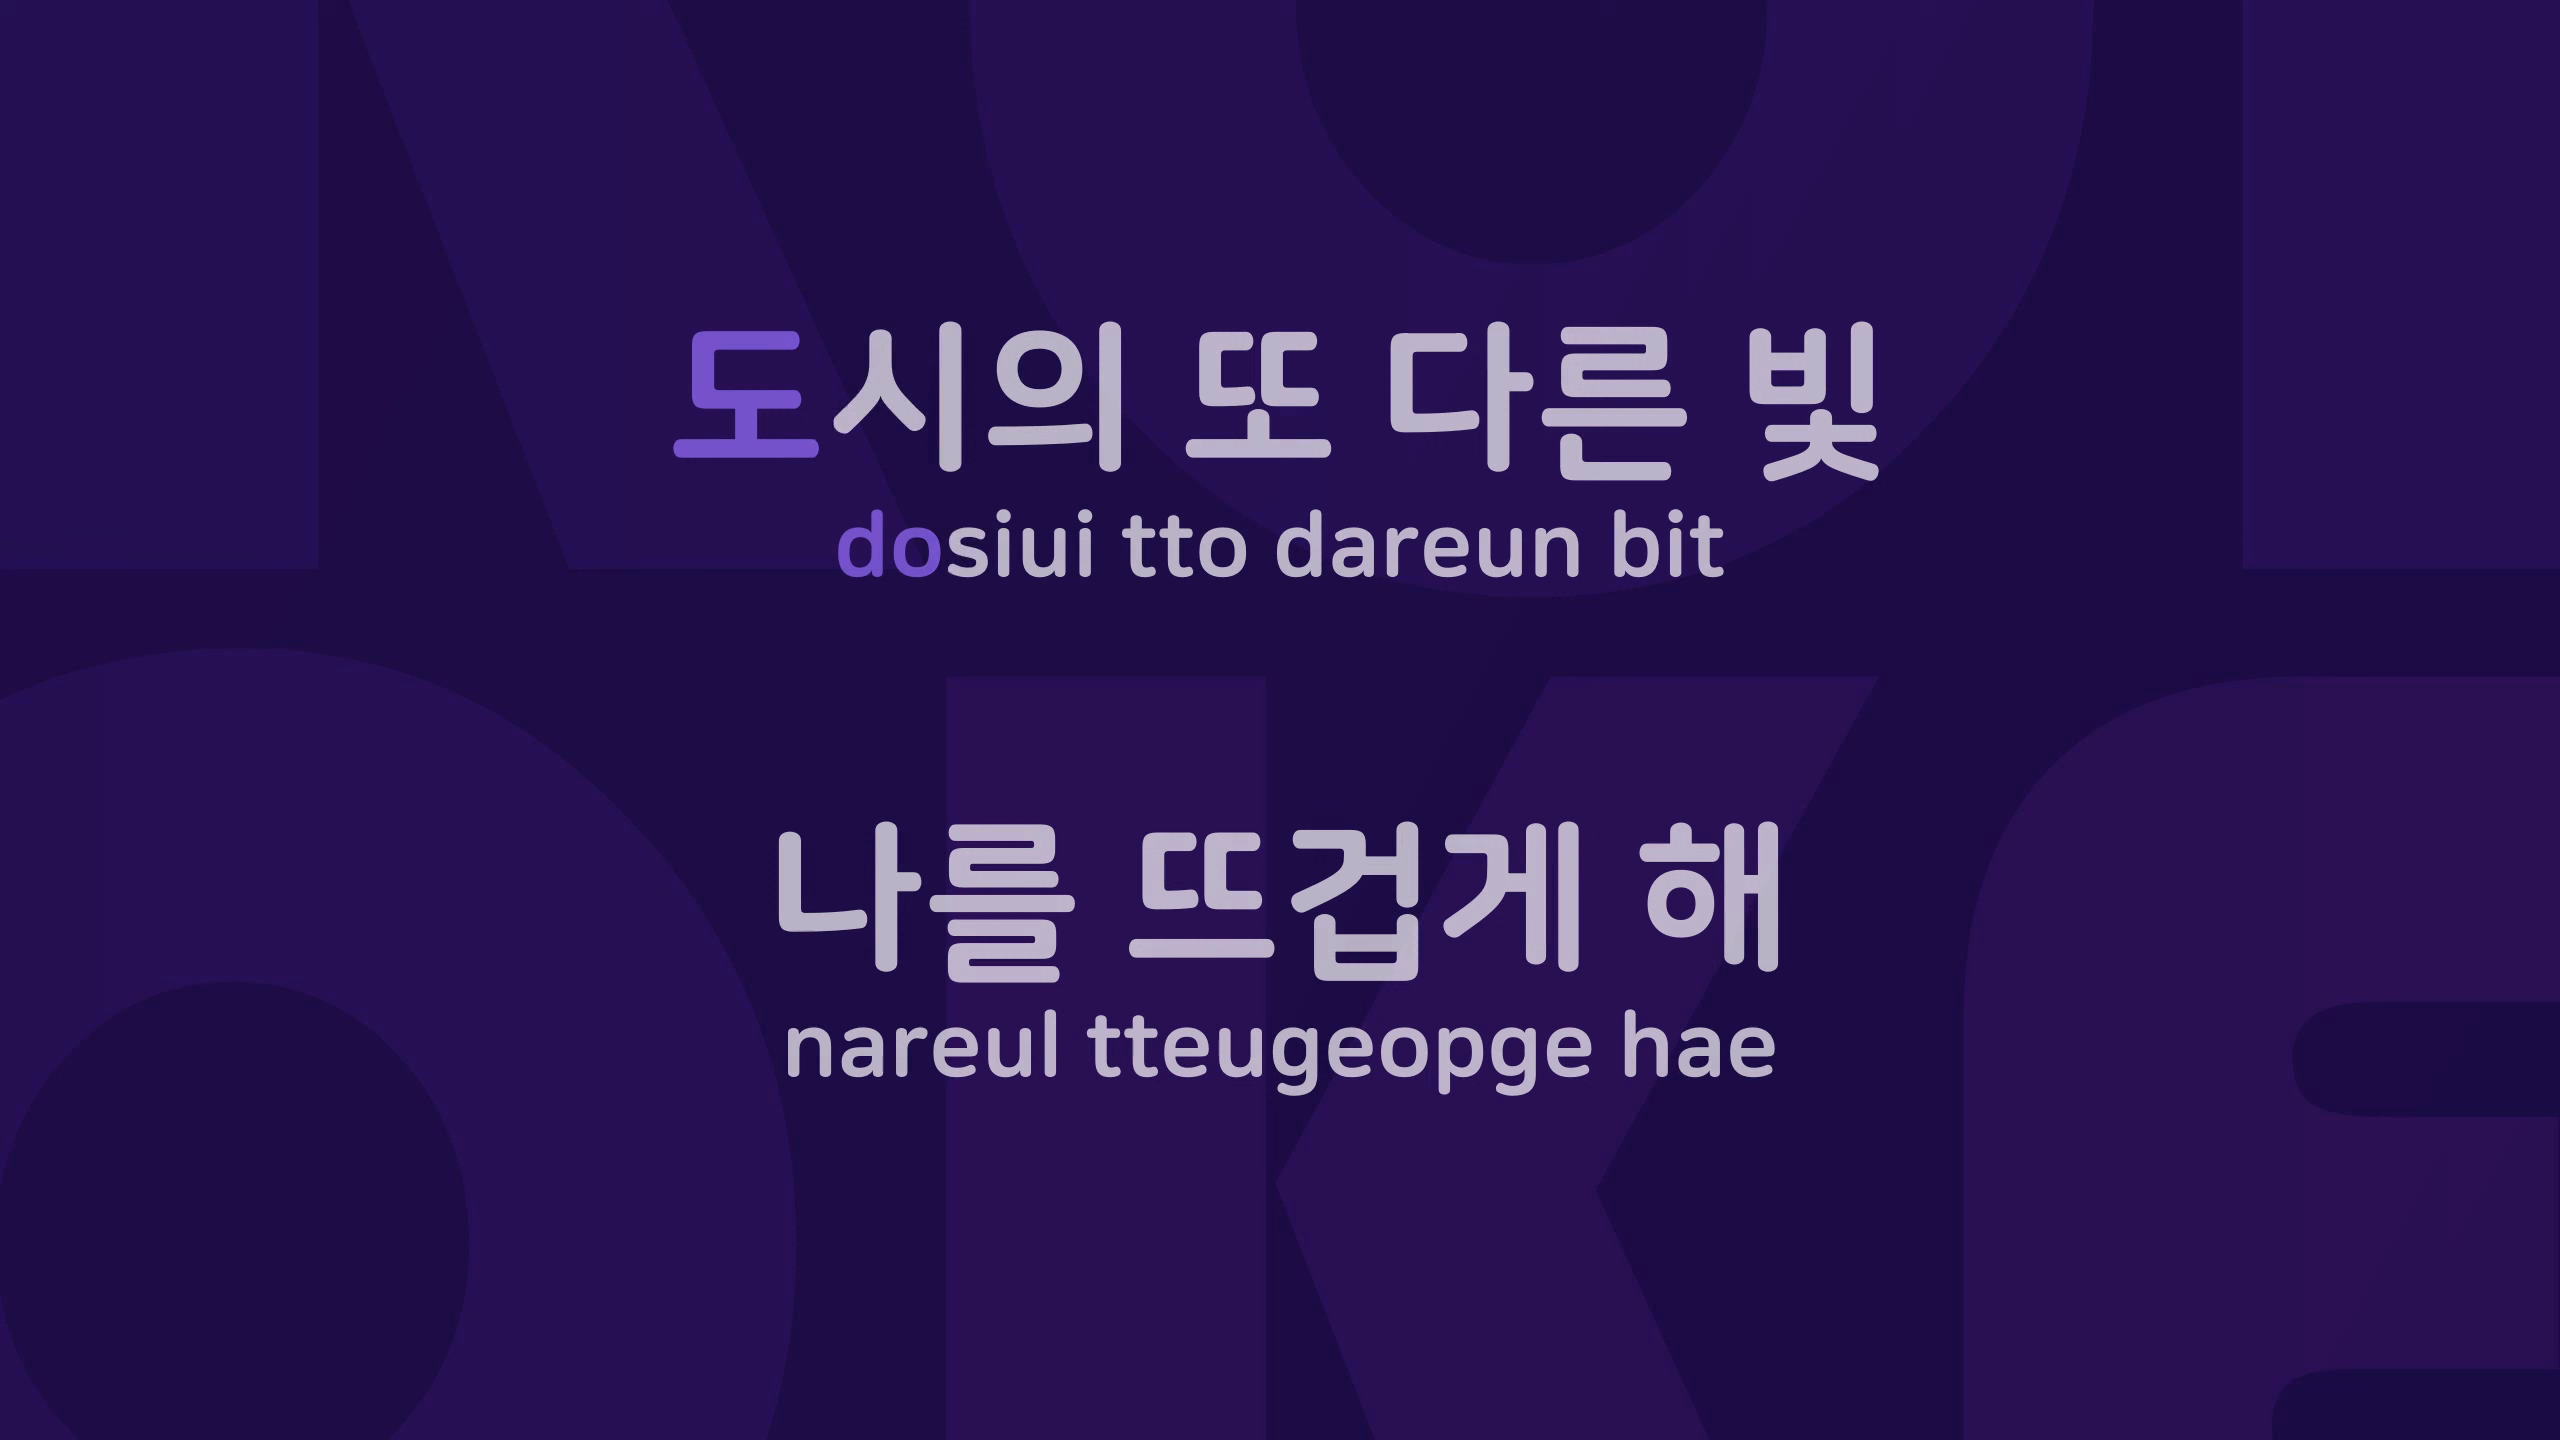 도시의 또 다른 빛
dosiui tto dareun bit
나를 뜨겁게 해
nareul tteugeopge hae